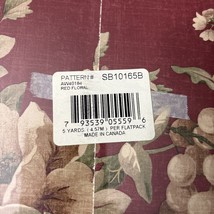 PATTERN# SB10165B
AW40184
RED FLORAL
7 93539 05559 6
5 YARDS ( 4.57M ) PER FLATPACK
MADE IN CANADA